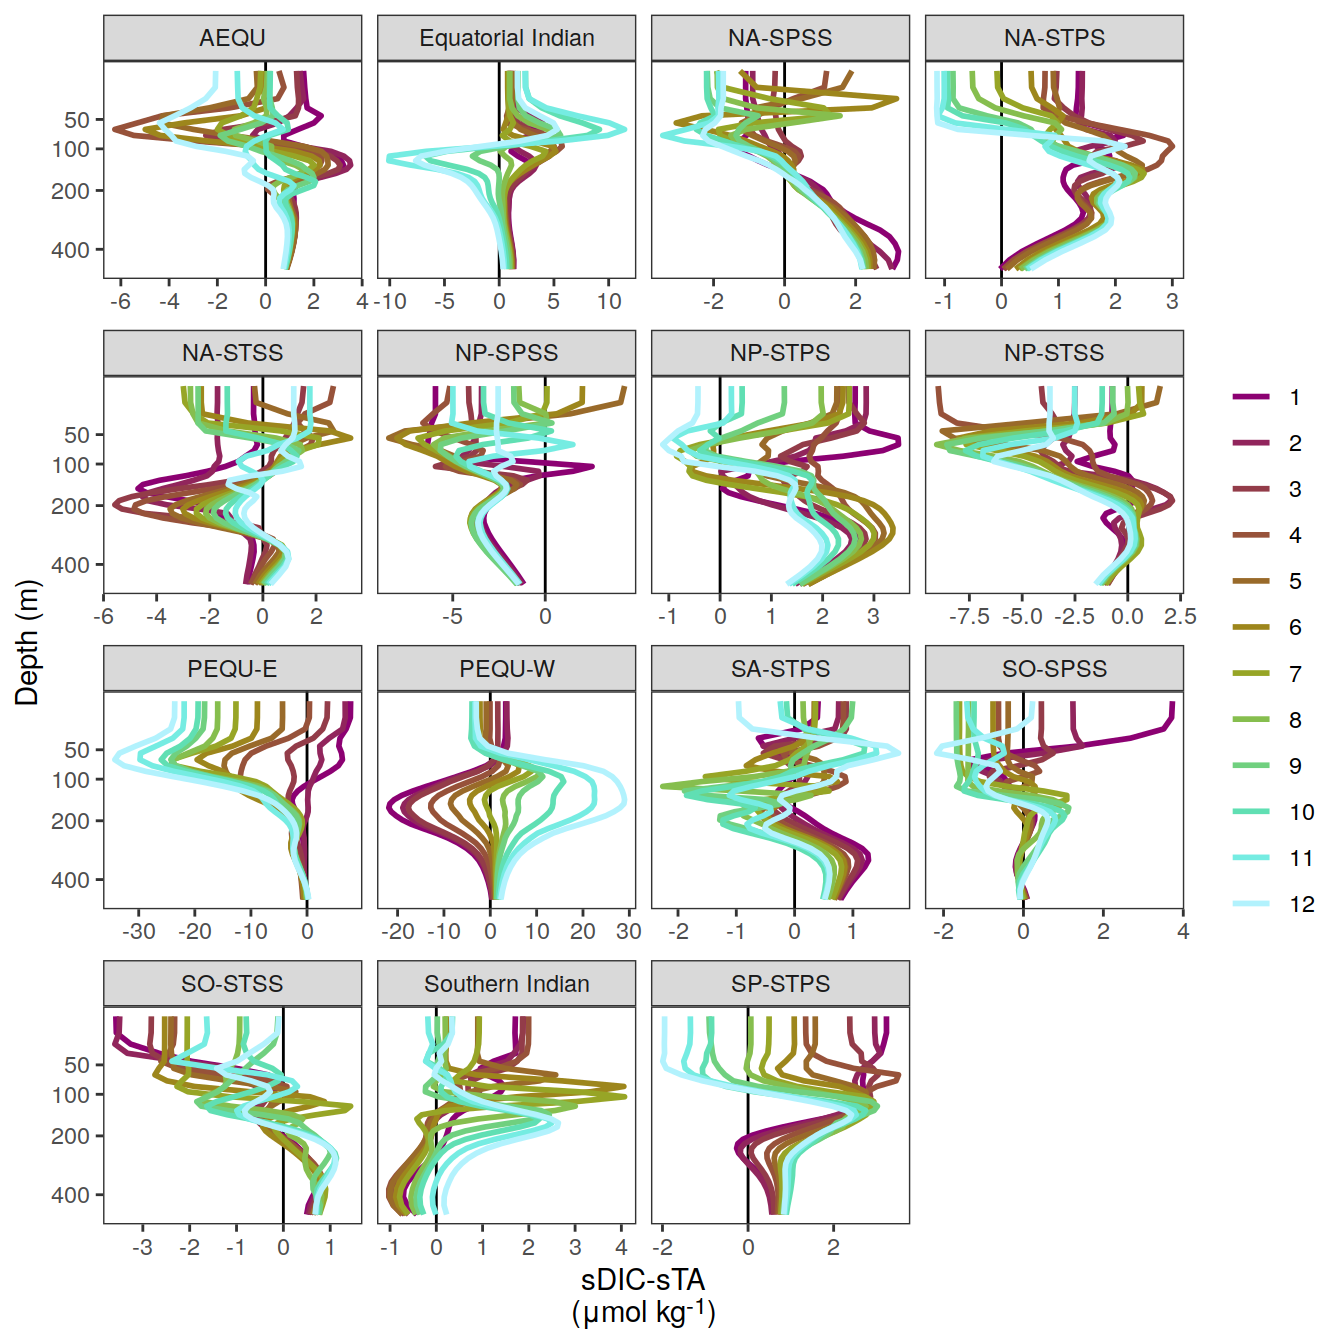 AEQU Equatorial Indian NA-SPSS NA-STPS
50
100
200
400
-6 -4 -2 0 2 4 -10 -5 0 5 10 -2 0 2 -1 0 1 2 3
NA-STSS NP-SPSS NP-STPS NP-STSS
50
100
200
400
-6 -4 -2 0 2 -5 0 -1 0 1 2 3 -7.5 -5.0 -2.5 0.0 2.5
PEQU-E PEQU-W SA-STPS SO-SPSS
50
100
200
400
-30 -20 -10 0 -20 -10 0 10 20 30 -2 -1 0 1 -2 0 2 4
SO-STSS Southern Indian SP-STPS
50
100
200
400
-3 -2 -1 0 1 -1 0 1 2 3 4 -2 0 2
Depth (m)
sDIC-sTA
(µmol kg⁻¹)
1
2
3
4
5
6
7
8
9
10
11
12